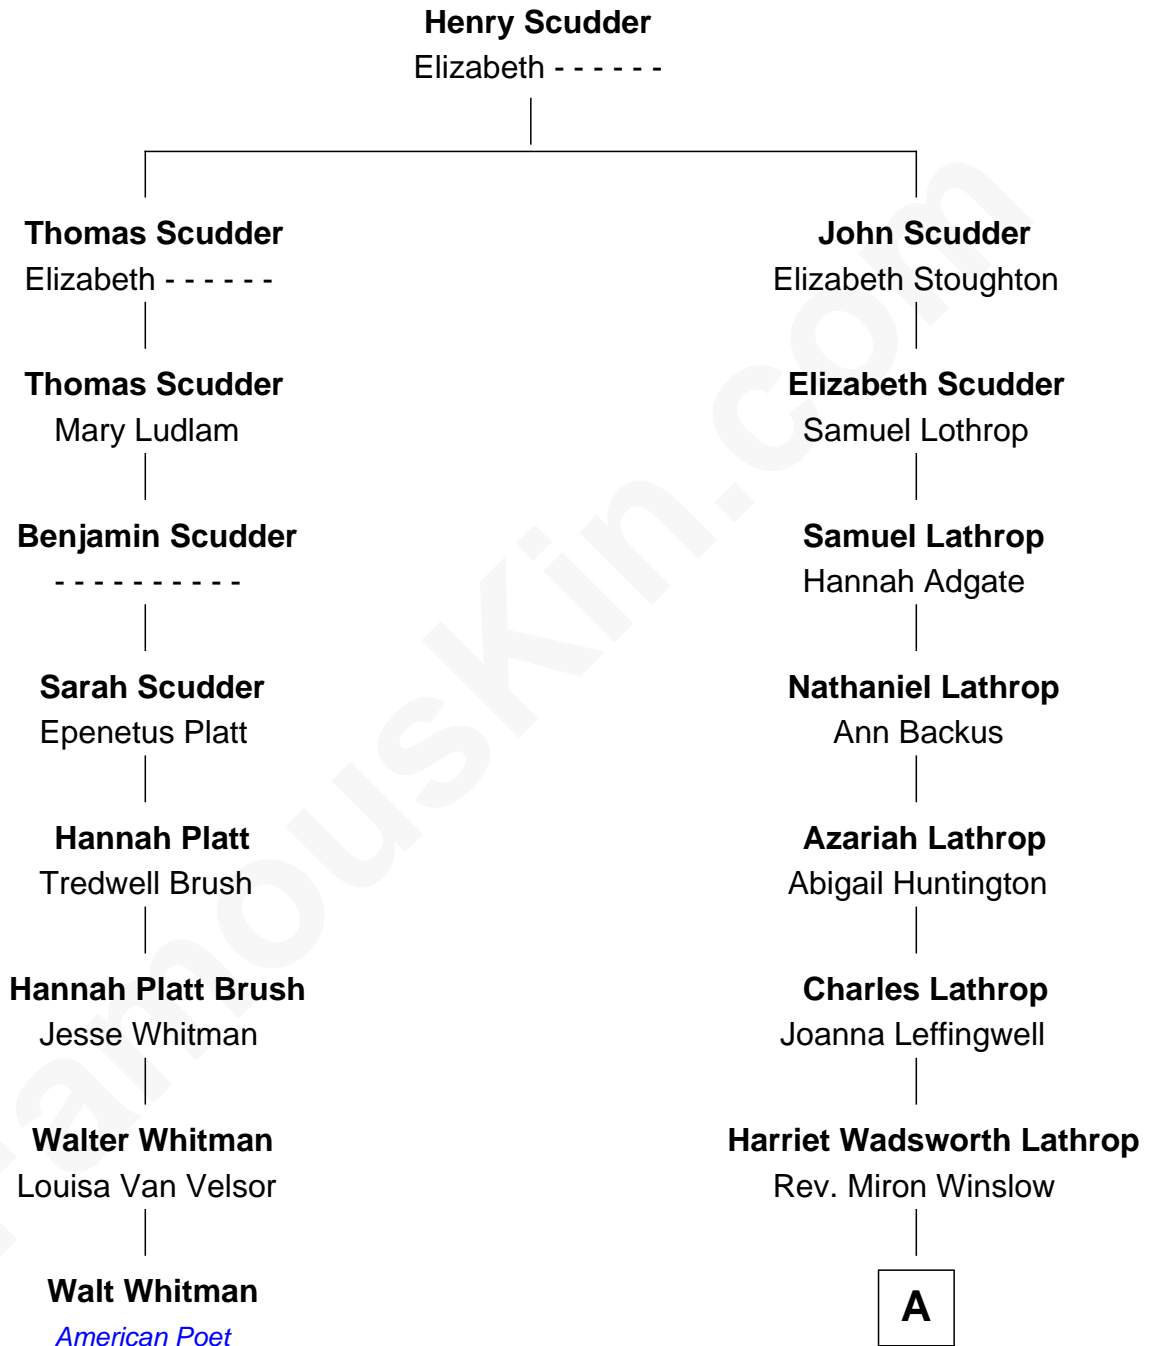 Henry Scudder
Elizabeth - - - - - -
Thomas Scudder
Elizabeth - - - - - -
Thomas Scudder
Mary Ludlam
Benjamin Scudder
- - - - - - - - - -
Sarah Scudder
Epenetus Platt
Hannah Platt
Tredwell Brush
Hannah Platt Brush
Jesse Whitman
Walter Whitman
Louisa Van Velsor
Walt Whitman
American Poet
John Scudder
Elizabeth Stoughton
Elizabeth Scudder
Samuel Lothrop
Samuel Lathrop
Hannah Adgate
Nathaniel Lathrop
Ann Backus
Azariah Lathrop
Abigail Huntington
Charles Lathrop
Joanna Leffingwell
Harriet Wadsworth Lathrop
Rev. Miron Winslow
A
FamousKin.com